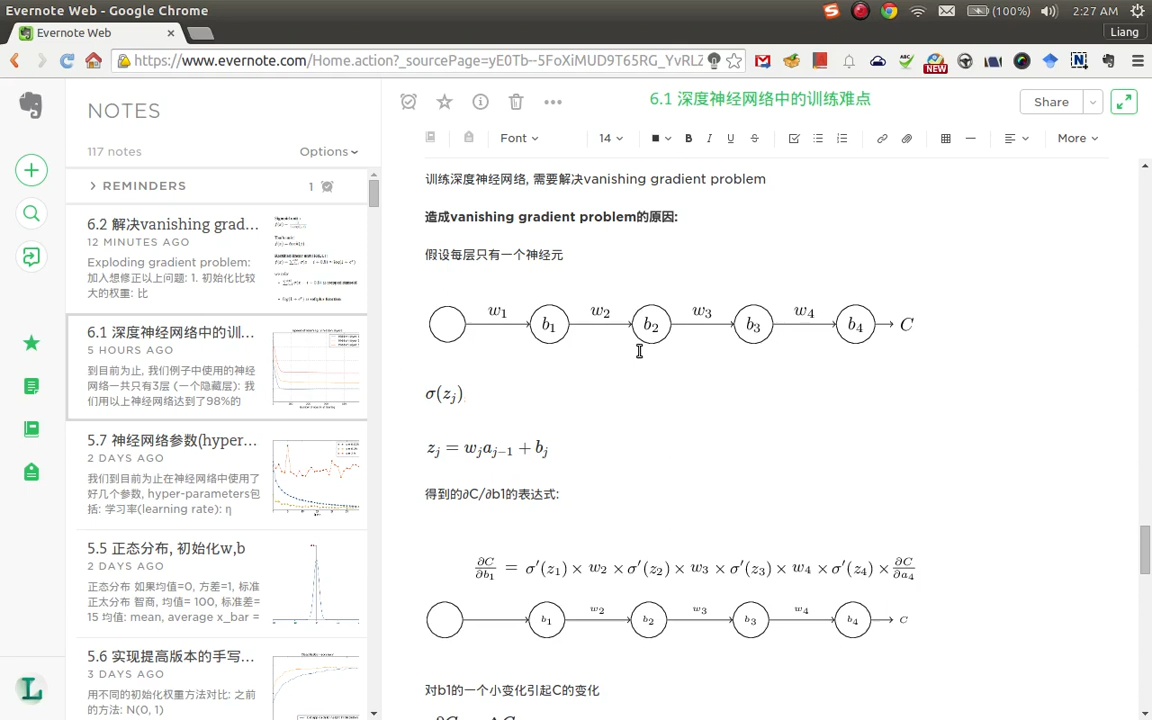 Evernote Web - Google Chrome
(100%)
2:27 AM
Evernote Web
Liang
https://www.evernote.com/Home.action?_sourcePage=yE0Tb--5FoXiMUD9T65RG_YvRLZ
NEW
NOTES
117 notes
Options
REMINDERS
1
6.2 解决vanishing grad...
12 MINUTES AGO
Exploding gradient problem:
加入想修正以上问题: 1. 初始化比较
大的权重: 比
6.1 深度神经网络中的训...
5 HOURS AGO
到目前为止, 我们例子中使用的神经
网络一共只有3层 (一个隐藏层): 我
们用以上神经网络达到了98%的
5.7 神经网络参数(hyper-...
2 DAYS AGO
我们到目前为止在神经网络中使用了
好几个参数, hyper-parameters包
括: 学习率(learning rate): η
5.5 正态分布, 初始化w,b
2 DAYS AGO
正态分布 如果均值=0, 方差=1, 标准
正太分布 智商, 均值= 100, 标准差=
15 均值: mean, average x_bar =
5.6 实现提高版本的手写...
3 DAYS AGO
用不同的初始化权重方法对比: 之前
的方法: N(0, 1)
6.1 深度神经网络中的训练难点
Share
Font
14
B
I
U
More
训练深度神经网络, 需要解决vanishing gradient problem
造成vanishing gradient problem的原因:
假设每层只有一个神经元
w₁ w₂ w₃ w₄
b₁ b₂ b₃ b₄ C
σ(zⱼ)
zⱼ = wⱼaⱼ₋₁ + bⱼ
得到的∂C/∂b1的表达式:
∂C/∂b₁ = σ′(z₁) × w₂ × σ′(z₂) × w₃ × σ′(z₃) × w₄ × σ′(z₄) × ∂C/∂a₄
w₂ w₃ w₄
b₁ b₂ b₃ b₄ C
对b1的一个小变化引起C的变化